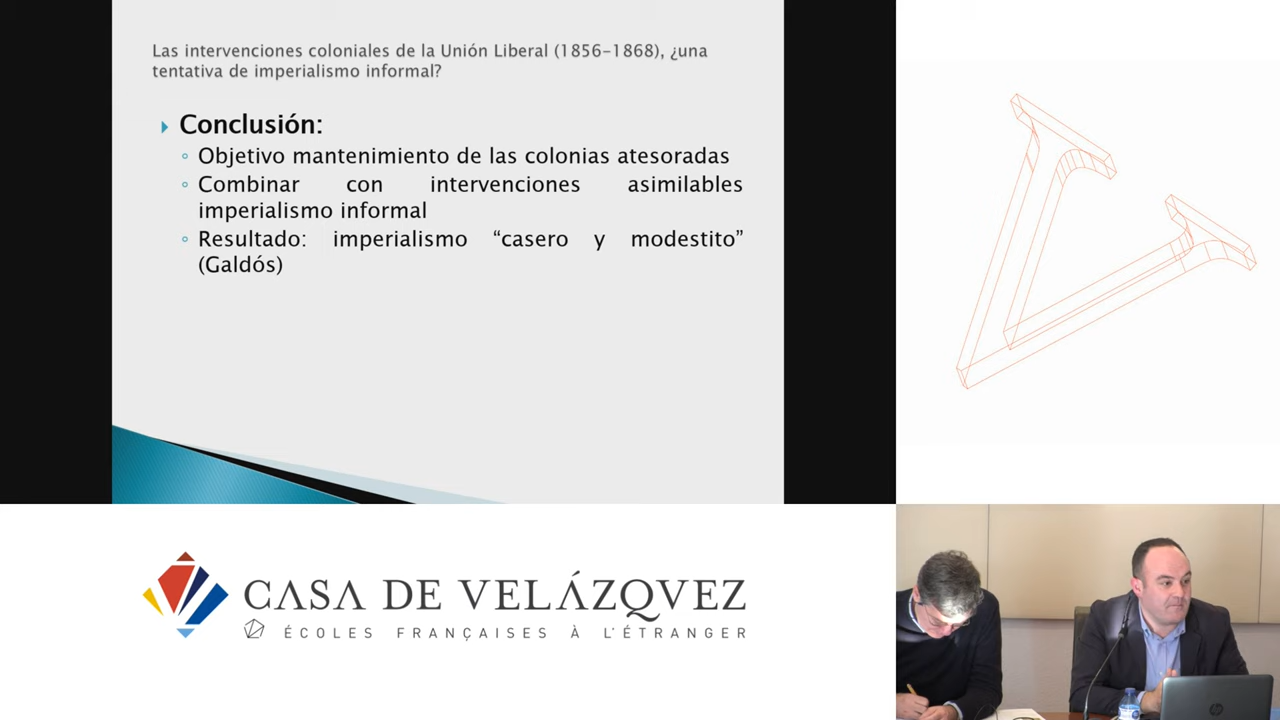 Las intervenciones coloniales de la Unión Liberal (1856-1868), ¿una
tentativa de imperialismo informal?
Conclusión:
Objetivo mantenimiento de las colonias atesoradas
Combinar con intervenciones asimilables
imperialismo informal
Resultado: imperialismo “casero y modestito”
(Galdós)
CASA DE VELÁZQVEZ
ÉCOLES FRANÇAISES À L'ÉTRANGER
hp